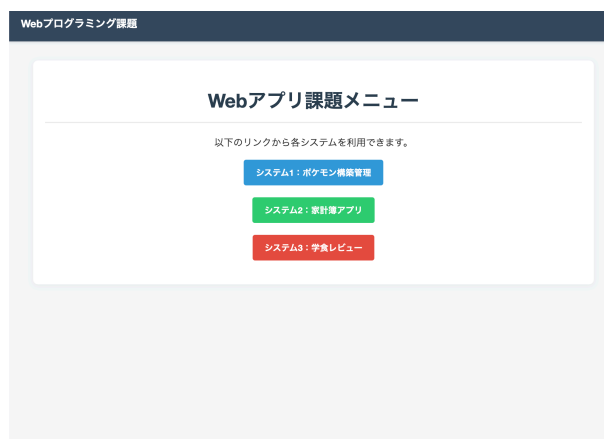 Webプログラミング課題
Webアプリ課題メニュー
以下のリンクから各システムを利用できます。
システム1：ポケモン構築管理
システム2：家計簿アプリ
システム3：学食レビュー